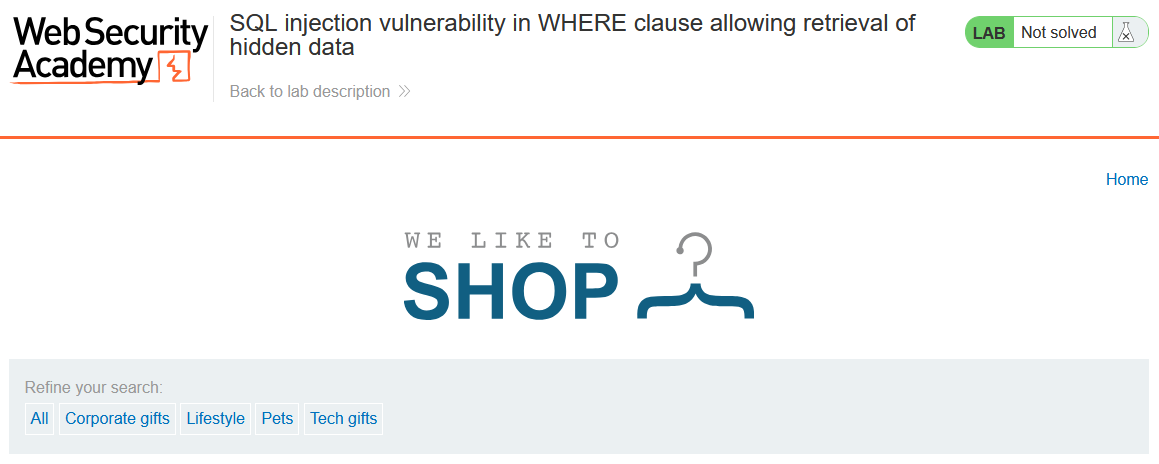 Web Security
Academy
SQL injection vulnerability in WHERE clause allowing retrieval of
hidden data
Back to lab description
LAB Not solved
Home
WE LIKE TO
SHOP
Refine your search:
All Corporate gifts Lifestyle Pets Tech gifts